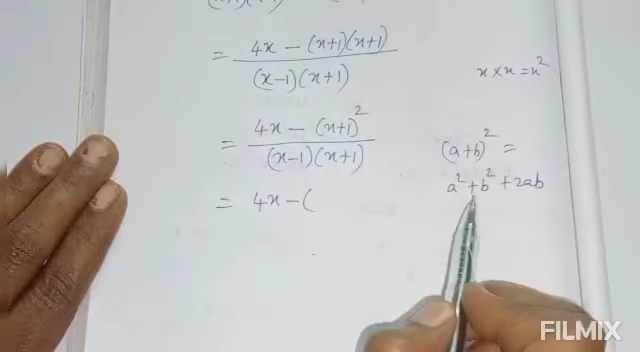 = 4x - (x+1)(x+1)
(x-1)(x+1)
x × x = x²
= 4x - (x+1)²
(x-1)(x+1)
(a+b)² =
a² + b² + 2ab
= 4x - (
FILMIX